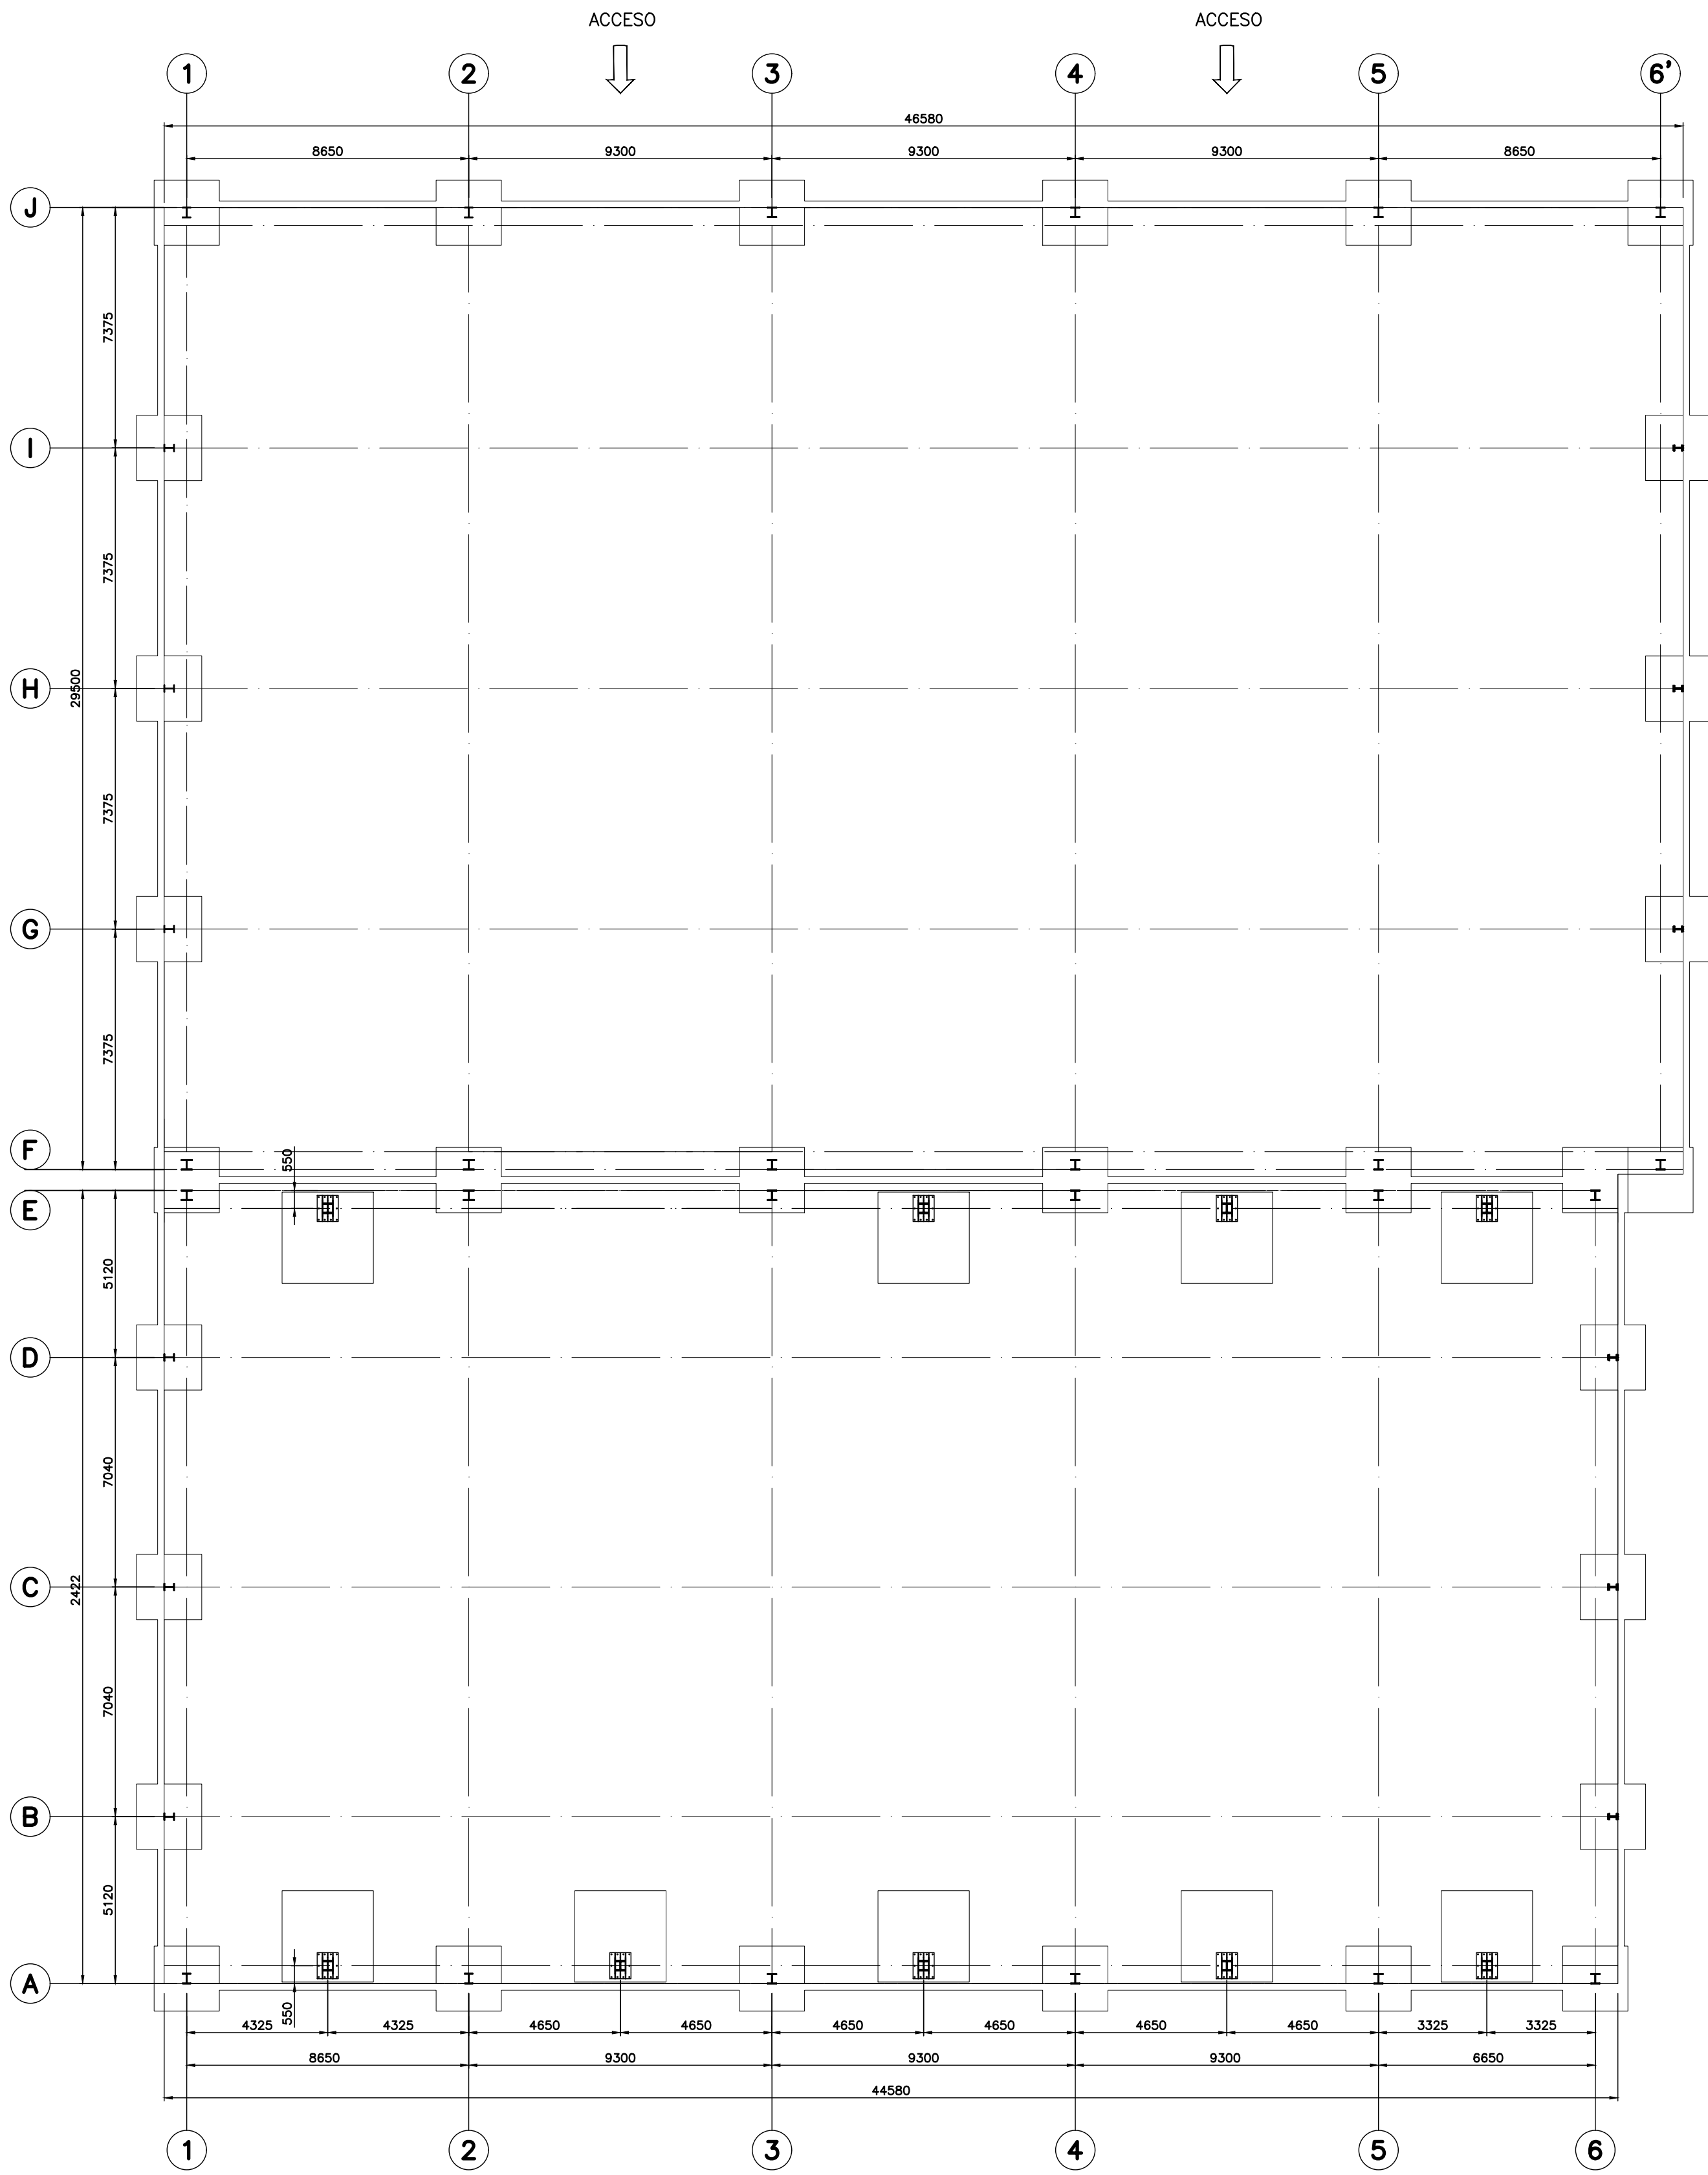 ACCESO ACCESO
1 2 3 4 5 6'
46580
8650 9300 9300 9300 8650
J
7375
I
7375
H
29500
7375
G
7375
F
550
E
5120
D
7040
C
2422
7040
B
5120
A
550
4325 4325 4650 4650 4650 4650 4650 4650 3325 3325
8650 9300 9300 9300 6650
44580
1 2 3 4 5 6